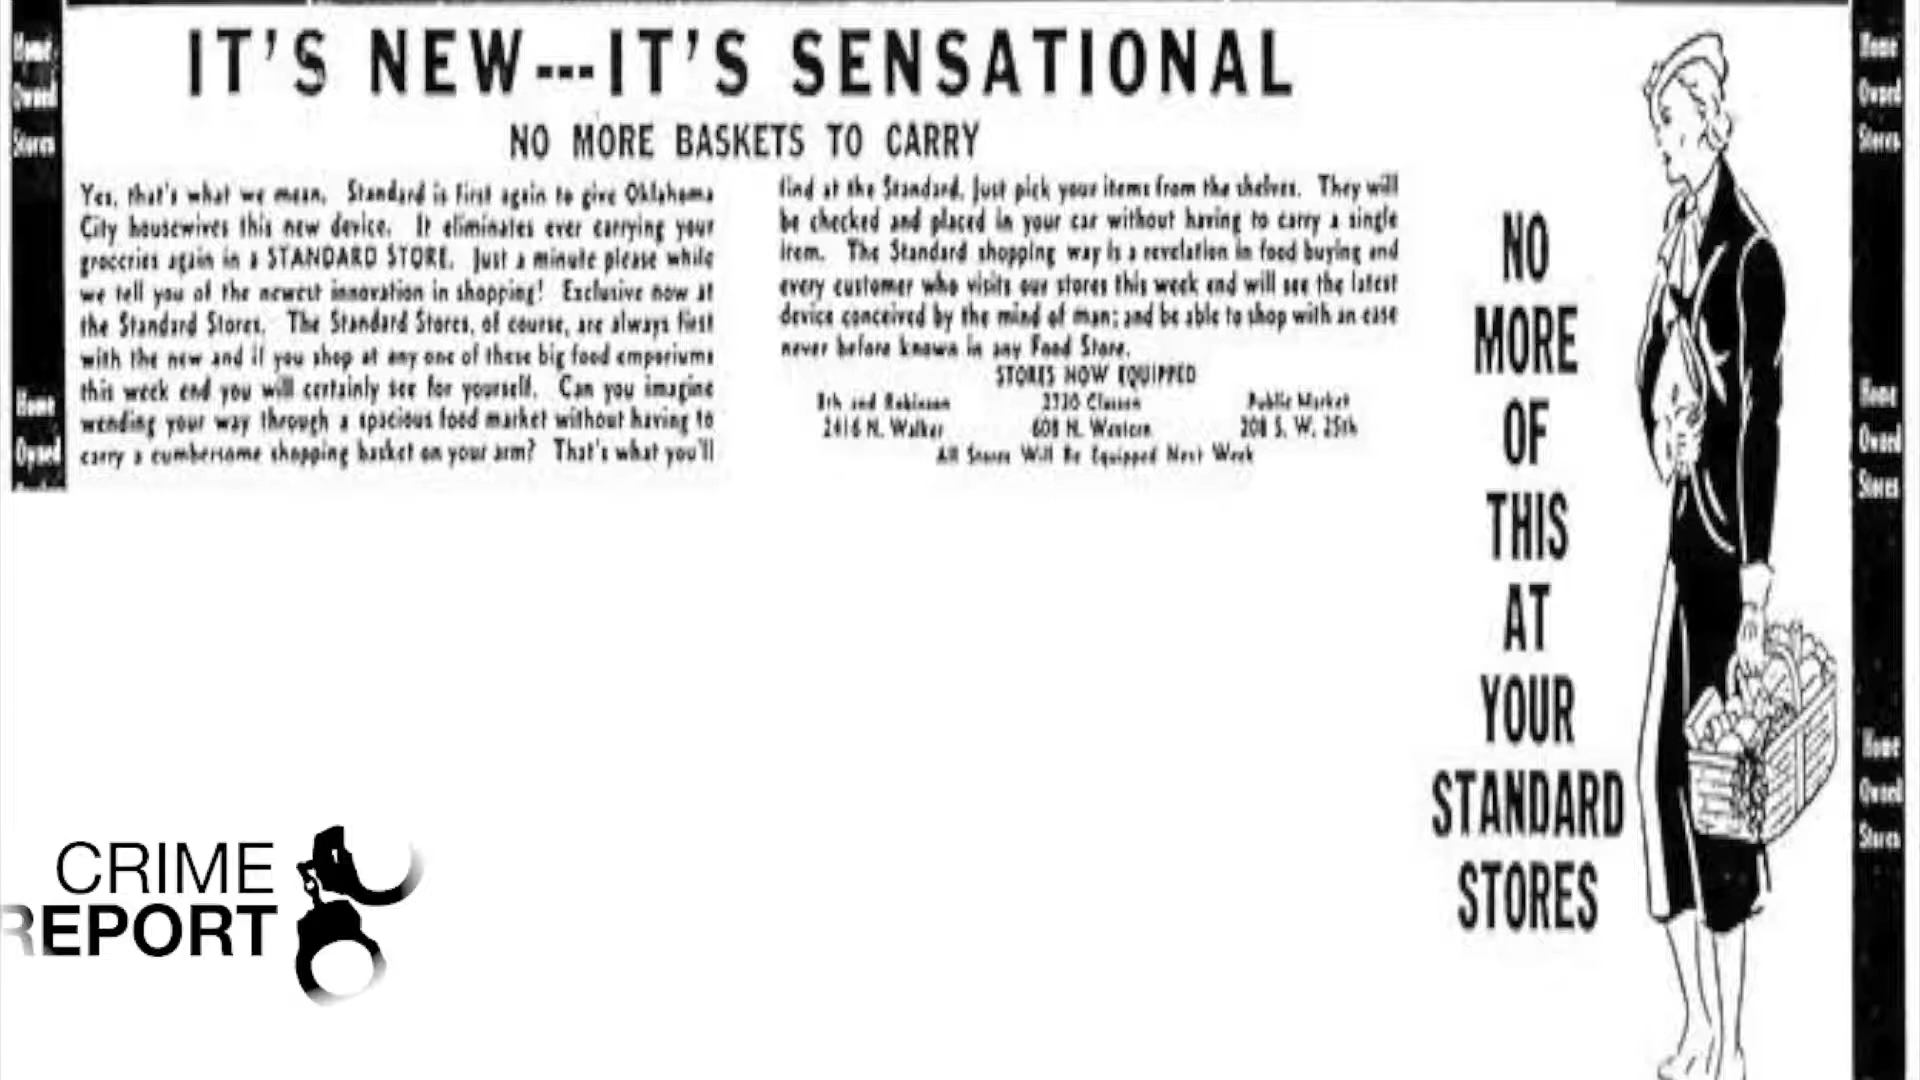 IT'S NEW---IT'S SENSATIONAL
NO MORE BASKETS TO CARRY
Yes, that's what we mean. Standard is first again to give Oklahoma
City housewives this new device. It eliminates ever carrying your
groceries again in a STANDARD STORE. Just a minute please while
we tell you of the newest innovation in shopping! Exclusive now at
the Standard Stores. The Standard Stores, of course, are always first
with the new and if you shop at any one of these big food emporiums
this week end you will certainly see for yourself. Can you imagine
wending your way through a spacious food market without having to
carry a cumbersome shopping basket on your arm? That's what you'll
find at the Standard. Just pick your items from the shelves. They will
be checked and placed in your car without having to carry a single
item. The Standard shopping way is a revelation in food buying and
every customer who visits our stores this week end will see the latest
device conceived by the mind of man; and be able to shop with an ease
never before known in any Food Store.
STORES NOW EQUIPPED
8th and Robinson
Classen
Public Market
2416 N. Walker
608 N. Western
208 S. W. 25th
All Stores Will Be Equipped Next Week
NO
MORE
OF
THIS
AT
YOUR
STANDARD
STORES
Home
Owned
Stores
Home
Owned
Home
Owned
Stores
Home
Owned
Stores
Home
Owned
Stores
CRIME
REPORT